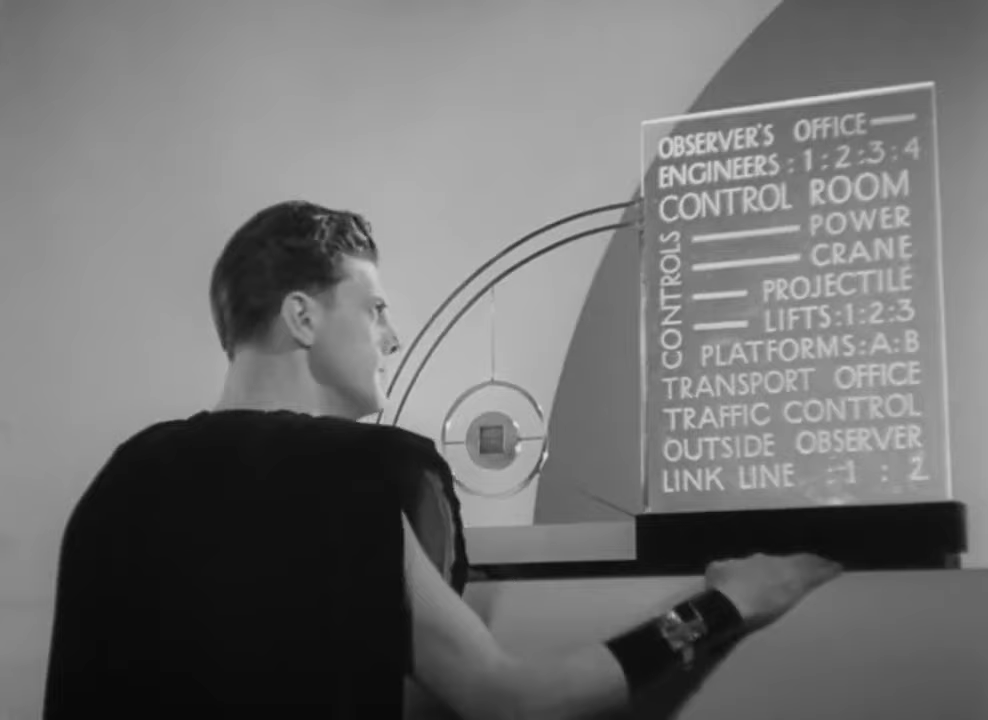 OBSERVER'S OFFICE
ENGINEERS : 1 : 2 : 3 : 4
CONTROL ROOM
CONTROLS
POWER
CRANE
PROJECTILE
LIFTS : 1 : 2 : 3
PLATFORMS : A : B
TRANSPORT OFFICE
TRAFFIC CONTROL
OUTSIDE OBSERVER
LINK LINE : 1 : 2